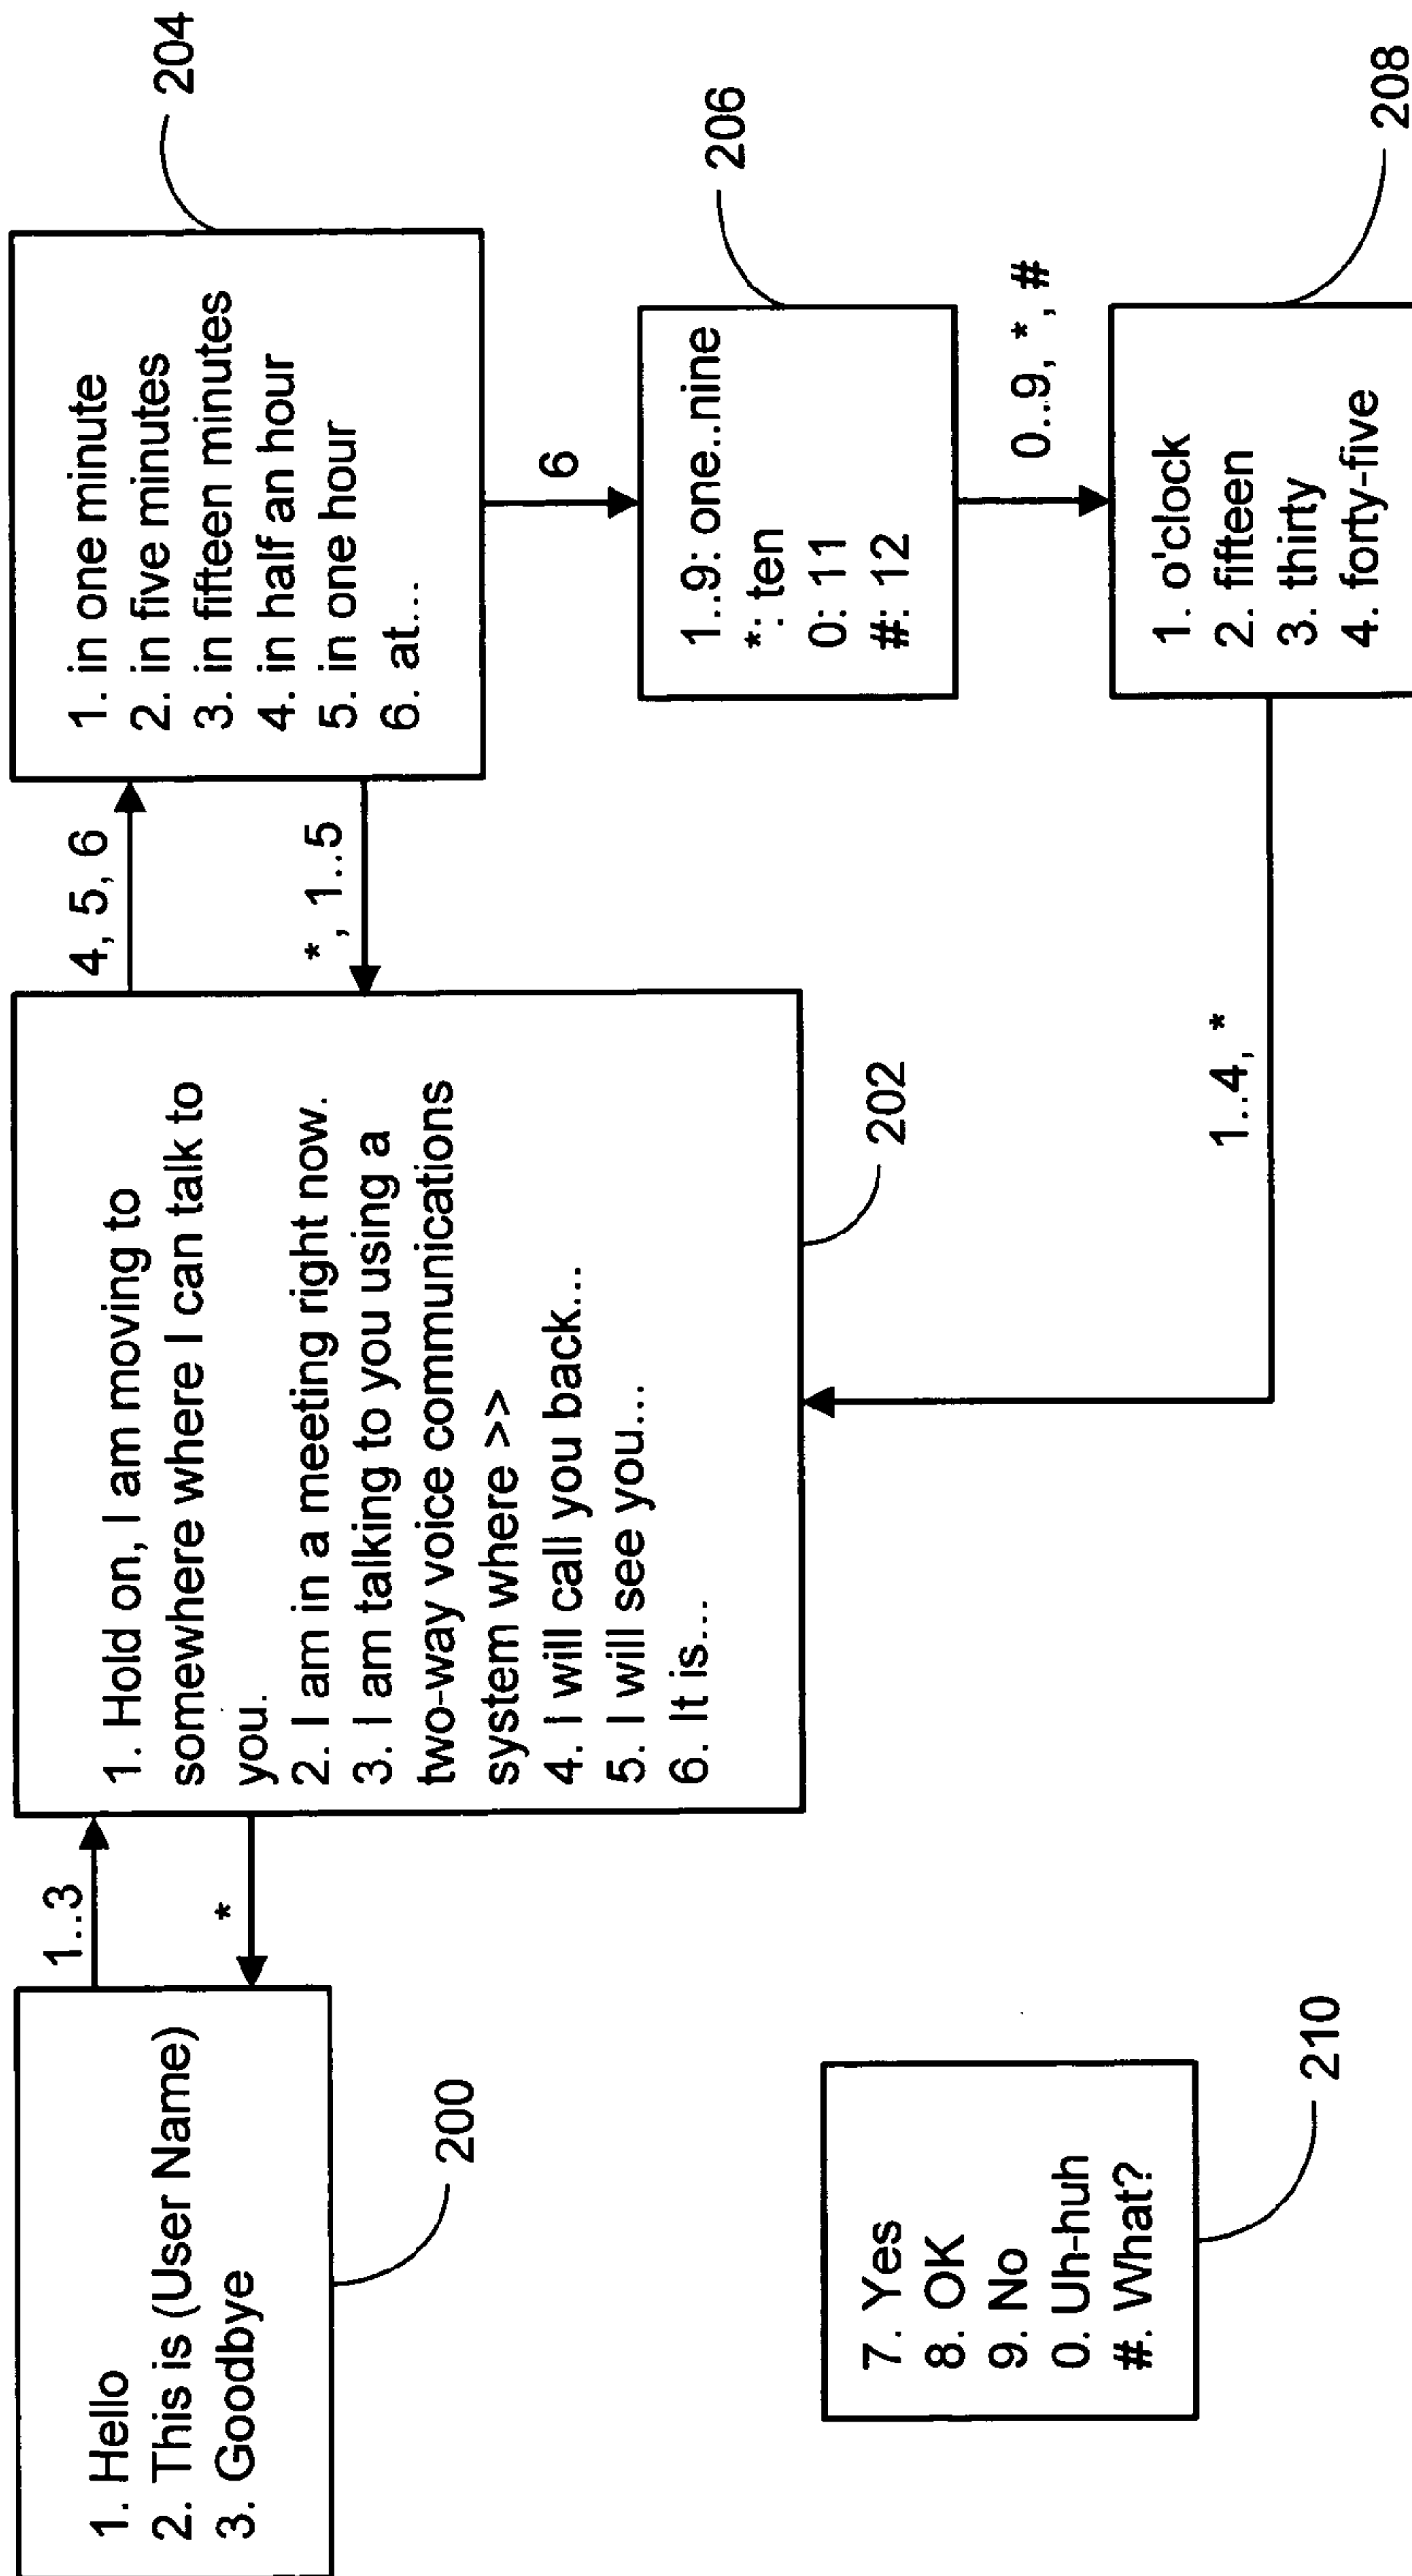 1. Hello
2. This is (User Name)
3. Goodbye
200
1..3
*
1. Hold on, I am moving to
somewhere where I can talk to
you.
2. I am in a meeting right now.
3. I am talking to you using a
two-way voice communications
system where >>
4. I will call you back...
5. I will see you...
6. It is...
202
4, 5, 6
*, 1..5
1. in one minute
2. in five minutes
3. in fifteen minutes
4. in half an hour
5. in one hour
6. at...
204
6
1..9: one..nine
*: ten
0: 11
#: 12
206
0..9, *, #
1. o'clock
2. fifteen
3. thirty
4. forty-five
208
1..4, *
7. Yes
8. OK
9. No
0. Uh-huh
#. What?
210